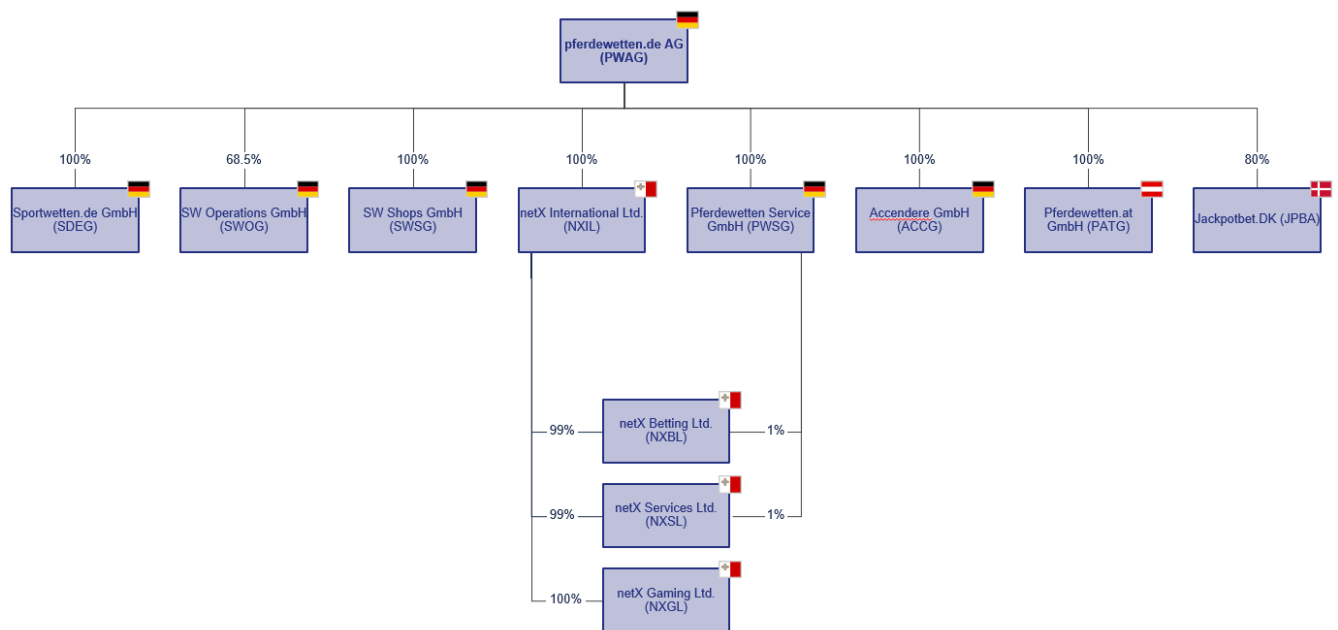 pferdewetten.de AG
(PWAG)
100%
68.5%
100%
100%
100%
100%
100%
80%
Sportwetten.de GmbH
(SDEG)
SW Operations GmbH
(SWOG)
SW Shops GmbH
(SWSG)
netX International Ltd.
(NXIL)
Pferdewetten Service
GmbH (PWSG)
Accendere GmbH
(ACCG)
Pferdewetten.at
GmbH (PATG)
Jackpotbet.DK (JPBA)
99%
netX Betting Ltd.
(NXBL)
1%
99%
netX Services Ltd.
(NXSL)
1%
100%
netX Gaming Ltd.
(NXGL)